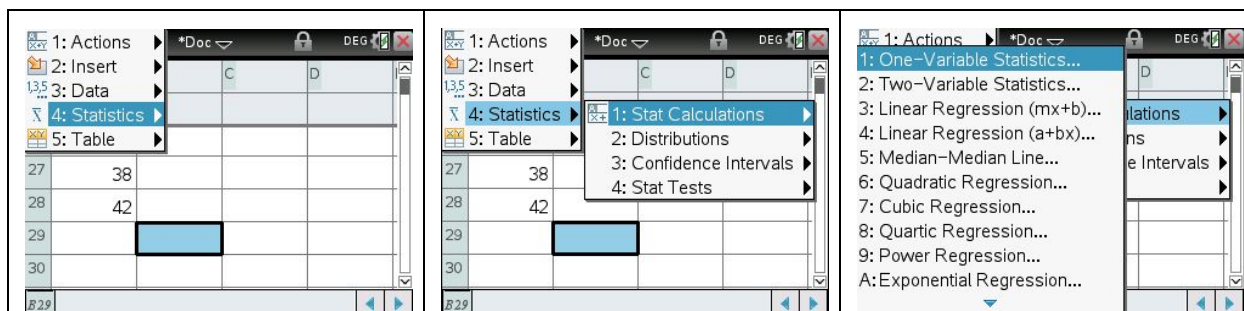 1: Actions
*Doc
DEG
2: Insert
C
D
1,3,5 3: Data
x̄ 4: Statistics
5: Table
27
38
28
42
29
30
B29
1: Actions
*Doc
DEG
2: Insert
C
D
1,3,5 3: Data
x̄ 4: Statistics
1: Stat Calculations
5: Table
2: Distributions
3: Confidence Intervals
4: Stat Tests
27
38
28
42
29
30
B29
1: Actions
*Doc
DEG
1: One-Variable Statistics...
D
2: Two-Variable Statistics...
3: Linear Regression (mx+b)...
lations
4: Linear Regression (a+bx)...
ns
5: Median-Median Line...
e Intervals
6: Quadratic Regression...
7: Cubic Regression...
8: Quartic Regression...
9: Power Regression...
A: Exponential Regression...